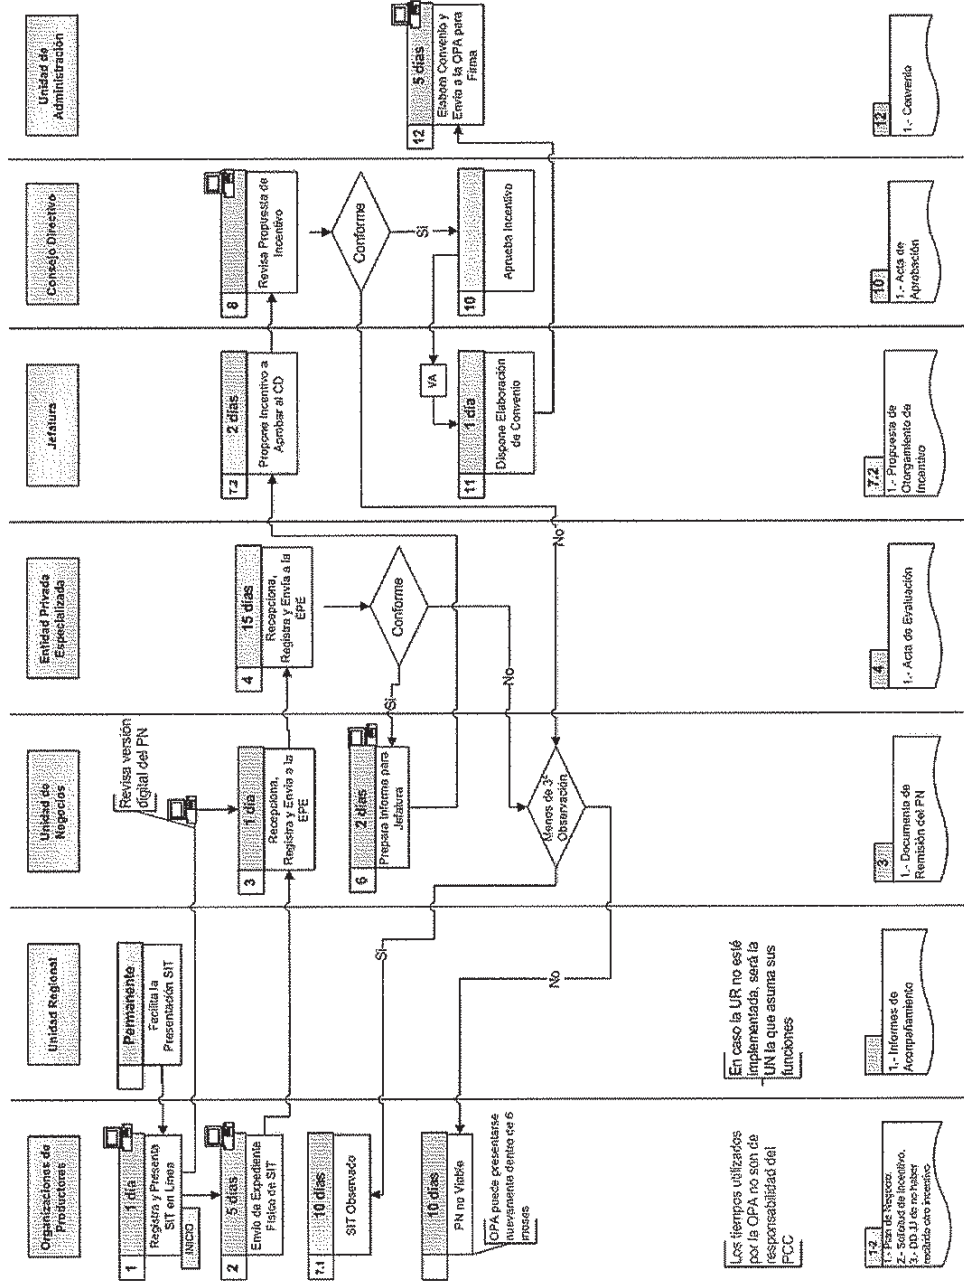 Organizaciones de
Productores
Unidad Regional
Unidad de
Negocios
Entidad Privada
Especializada
Jefatura
Consejo Directivo
Unidad de
Administración
1
1 día
Registra y Presenta
SIT en Línea
INICIO
Permanente
Facilita la
Presentación SIT
Revisa versión
digital del PN
2
5 días
Envío de Expediente
Físico de SIT
3
1 día
Recepciona,
Registra y Envía a la
EPE
4
15 días
Recepciona,
Registra y Envía a la
EPE
7.2
2 días
Propone Incentivo a
Aprobar al CD
8
Revisa Propuesta de
Incentivo
12
5 días
Elabora Convenio y
Envía a la OPA para
Firma
7.1
10 días
SIT Observado
6
2 días
Prepara Informe para
Jefatura
Conforme
Si
No
Conforme
Si
No
10
Aprueba Incentivo
VA
11
1 día
Dispone Elaboración
de Convenio
Menos de 3ª
Observación
Si
No
10 días
PN no Viable
OPA puede presentarse
nuevamente dentro de 6
meses
Los tiempos utilizados
por la OPA no son de
responsabilidad del
PCC
En caso la UR no esté
implementada, será la
UN la que asuma sus
funciones
1-2
1.- Plan de Negocio.
2.- Solicitud de Incentivo.
3.- DD.JJ de no haber
recibido otro incentivo
1.- Informes de
Acompañamiento
3
1.- Documento de
Remisión del PN
4
1.- Acta de Evaluación
7.2
1.- Propuesta de
Otorgamiento de
Incentivo
10
1.- Acta de
Aprobación
12
1.- Convenio